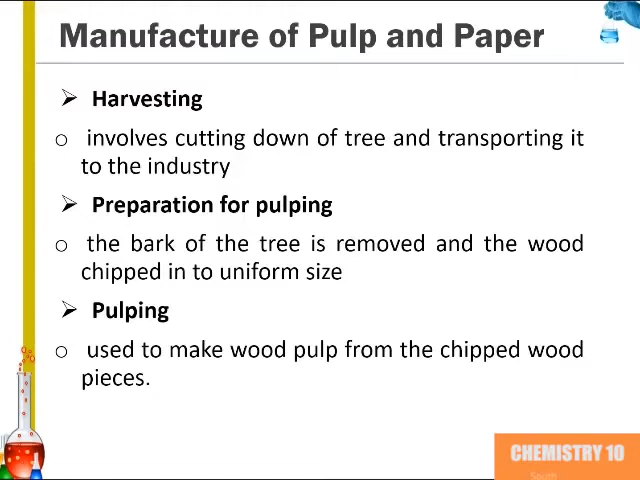 Manufacture of Pulp and Paper
➢ Harvesting
o involves cutting down of tree and transporting it
to the industry
➢ Preparation for pulping
o the bark of the tree is removed and the wood
chipped in to uniform size
➢ Pulping
o used to make wood pulp from the chipped wood
pieces.
CHEMISTRY 10